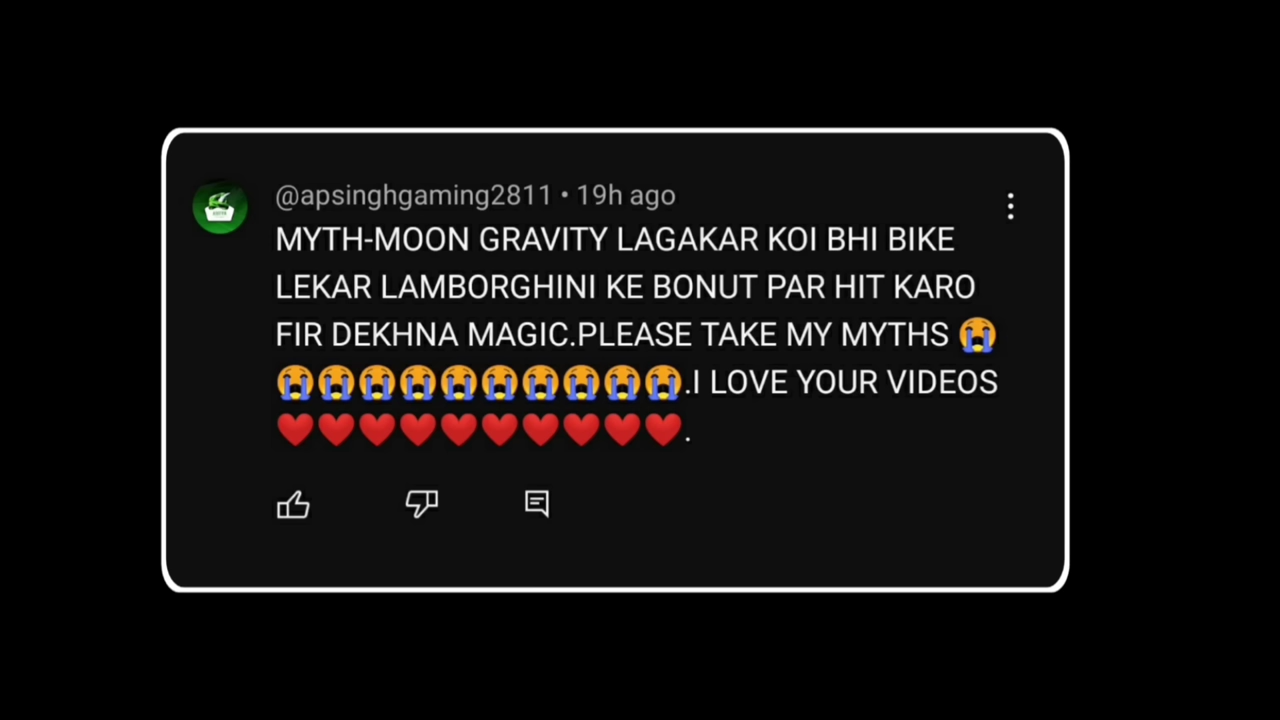 @apsinghgaming2811 • 19h ago
MYTH-MOON GRAVITY LAGAKAR KOI BHI BIKE
LEKAR LAMBORGHINI KE BONUT PAR HIT KARO
FIR DEKHNA MAGIC.PLEASE TAKE MY MYTHS 😭
😭😭😭😭😭😭😭😭😭😭.I LOVE YOUR VIDEOS
❤️❤️❤️❤️❤️❤️❤️❤️❤️❤️.